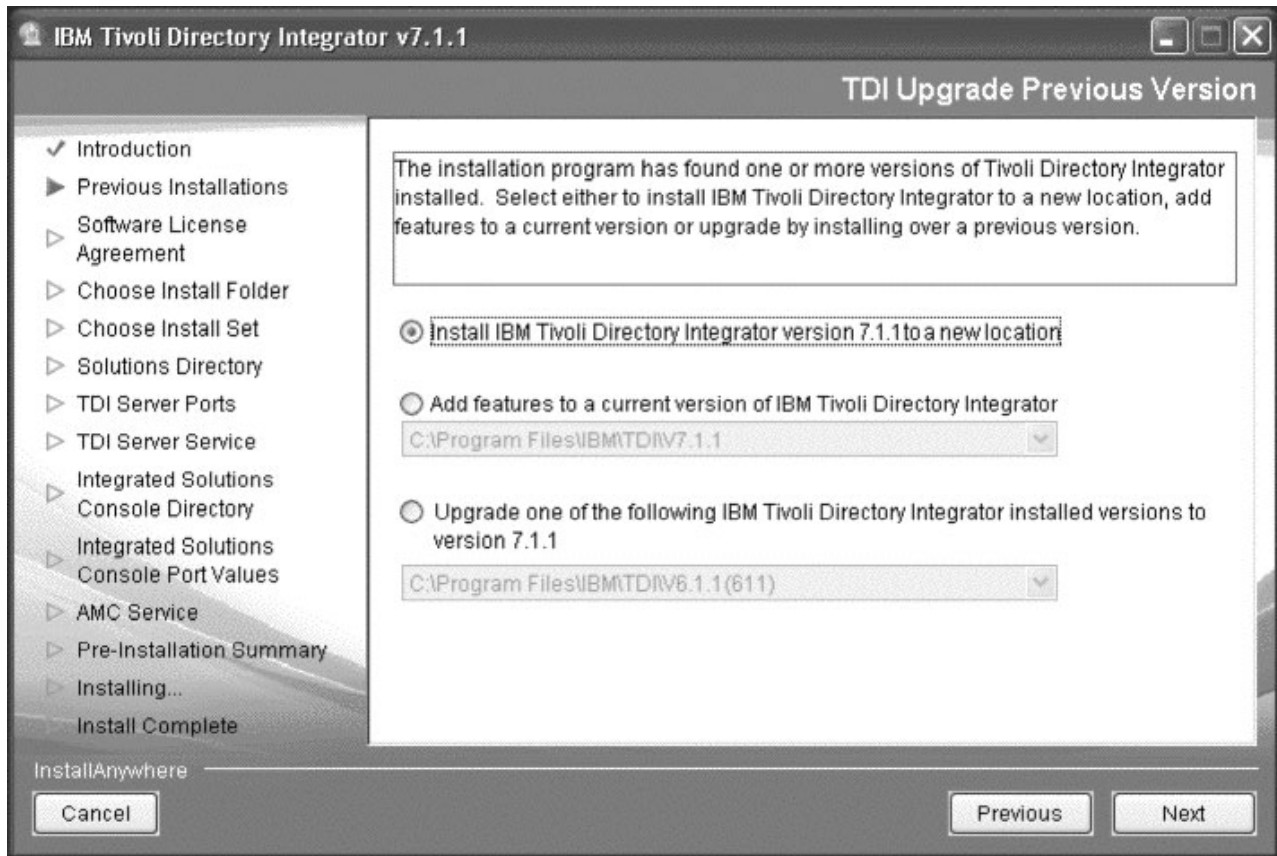 IBM Tivoli Directory Integrator v7.1.1
TDI Upgrade Previous Version
Introduction
Previous Installations
Software License
Agreement
Choose Install Folder
Choose Install Set
Solutions Directory
TDI Server Ports
TDI Server Service
Integrated Solutions
Console Directory
Integrated Solutions
Console Port Values
AMC Service
Pre-Installation Summary
Installing...
Install Complete
The installation program has found one or more versions of Tivoli Directory Integrator
installed. Select either to install IBM Tivoli Directory Integrator to a new location, add
features to a current version or upgrade by installing over a previous version.
Install IBM Tivoli Directory Integrator version 7.1.1 to a new location
Add features to a current version of IBM Tivoli Directory Integrator
C:\Program Files\IBM\TDI\V7.1.1
Upgrade one of the following IBM Tivoli Directory Integrator installed versions to
version 7.1.1
C:\Program Files\IBM\TDI\V6.1.1(611)
InstallAnywhere
Cancel
Previous
Next